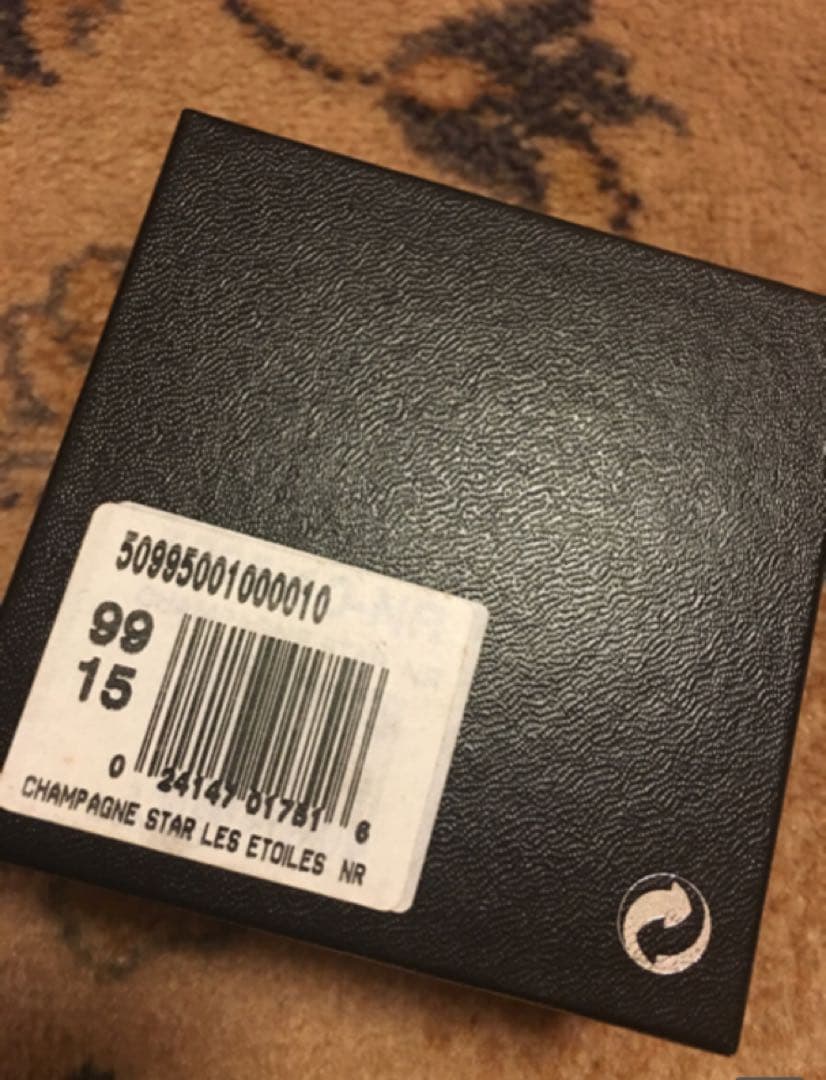 50995001000010
99
15
0 24147 01781 6
CHAMPAGNE STAR LES ETOILES NR